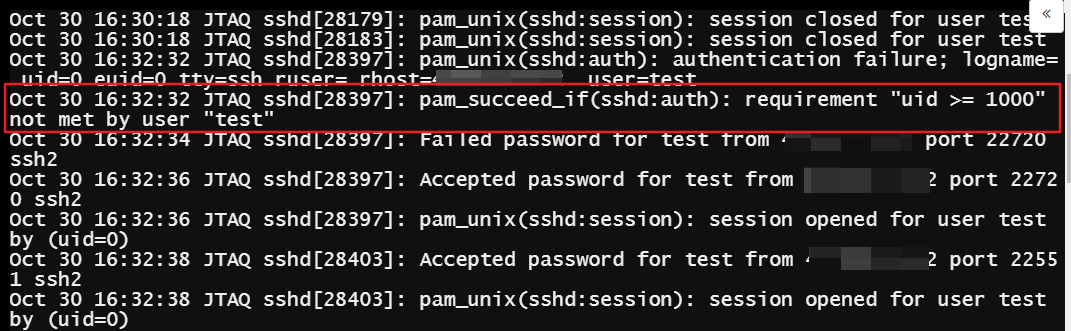 Oct 30 16:30:18 JTAQ sshd[28179]: pam_unix(sshd:session): session closed for user test
Oct 30 16:30:18 JTAQ sshd[28183]: pam_unix(sshd:session): session closed for user test
Oct 30 16:32:32 JTAQ sshd[28397]: pam_unix(sshd:auth): authentication failure; logname=
uid=0 euid=0 tty=ssh ruser= rhost= user=test
Oct 30 16:32:32 JTAQ sshd[28397]: pam_succeed_if(sshd:auth): requirement "uid >= 1000"
not met by user "test"
Oct 30 16:32:34 JTAQ sshd[28397]: Failed password for test from port 22720
ssh2
Oct 30 16:32:36 JTAQ sshd[28397]: Accepted password for test from 2 port 2272
0 ssh2
Oct 30 16:32:36 JTAQ sshd[28397]: pam_unix(sshd:session): session opened for user test
by (uid=0)
Oct 30 16:32:38 JTAQ sshd[28403]: Accepted password for test from 2 port 2255
1 ssh2
Oct 30 16:32:38 JTAQ sshd[28403]: pam_unix(sshd:session): session opened for user test
by (uid=0)